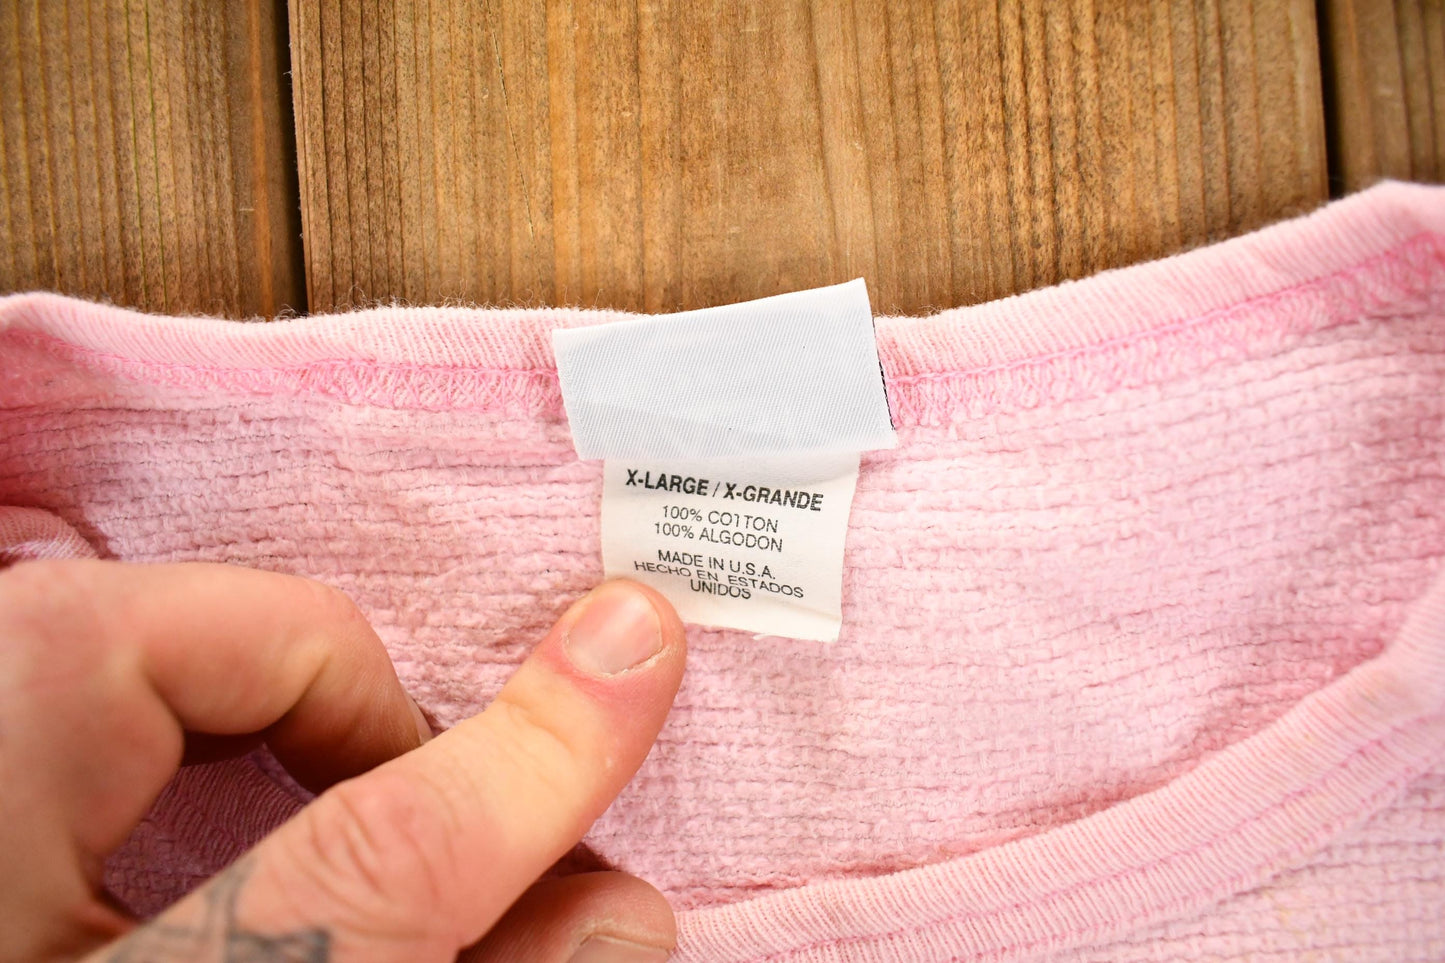 X-LARGE / X-GRANDE
100% COTTON
100% ALGODON
MADE IN U.S.A.
HECHO EN ESTADOS
UNIDOS